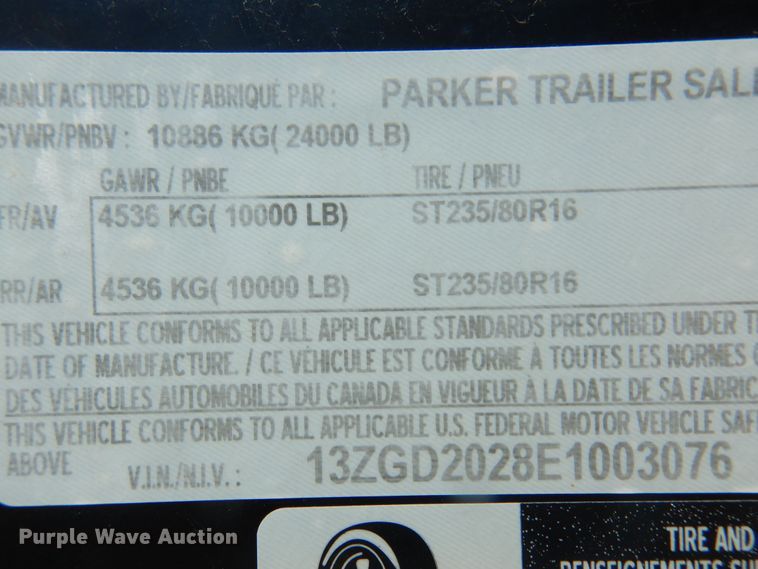 MANUFACTURED BY/FABRIQUÉ PAR : PARKER TRAILER SALE
GVWR/PNBV : 10886 KG( 24000 LB)
GAWR / PNBE TIRE / PNEU
FR/AV 4536 KG( 10000 LB) ST235/80R16
RR/AR 4536 KG( 10000 LB) ST235/80R16
THIS VEHICLE CONFORMS TO ALL APPLICABLE STANDARDS PRESCRIBED UNDER T
DATE OF MANUFACTURE. / CE VÉHICULE EST CONFORME À TOUTES LES NORMES
DES VÉHICULES AUTOMOBILES DU CANADA EN VIGUEUR À LA DATE DE SA FABRIC
THIS VEHICLE CONFORMS TO ALL APPLICABLE U.S. FEDERAL MOTOR VEHICLE SAF
ABOVE V.I.N./N.I.V. : 13ZGD2028E1003076
Purple Wave Auction
TIRE AND
RENSEIGNEMENTS SU